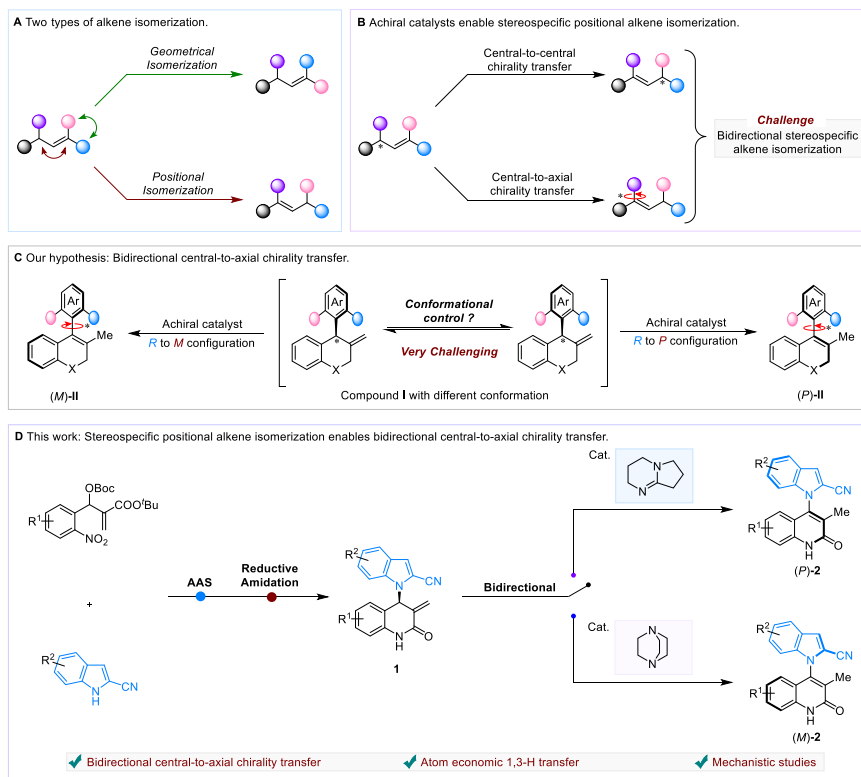 A Two types of alkene isomerization.
Geometrical
Isomerization
Positional
Isomerization
B Achiral catalysts enable stereospecific positional alkene isomerization.
Central-to-central
chirality transfer
*
*
Central-to-axial
chirality transfer
*
Challenge
Bidirectional stereospecific
alkene isomerization
C Our hypothesis: Bidirectional central-to-axial chirality transfer.
Ar
*
Me
X
(M)-II
Achiral catalyst
R to M configuration
Ar
*
X
Conformational
control ?
Very Challenging
Ar
*
X
Compound I with different conformation
Achiral catalyst
R to P configuration
Ar
*
Me
X
(P)-II
D This work: Stereospecific positional alkene isomerization enables bidirectional central-to-axial chirality transfer.
OBoc
COOᵗBu
R¹
NO₂
+
R²
CN
N
H
AAS
Reductive
Amidation
R²
N
CN
R¹
N
H
O
1
Bidirectional
Cat.
N
N
Cat.
N
N
R²
CN
N
Me
R¹
N
H
O
(P)-2
R²
CN
N
Me
R¹
N
H
O
(M)-2
Bidirectional central-to-axial chirality transfer
Atom economic 1,3-H transfer
Mechanistic studies